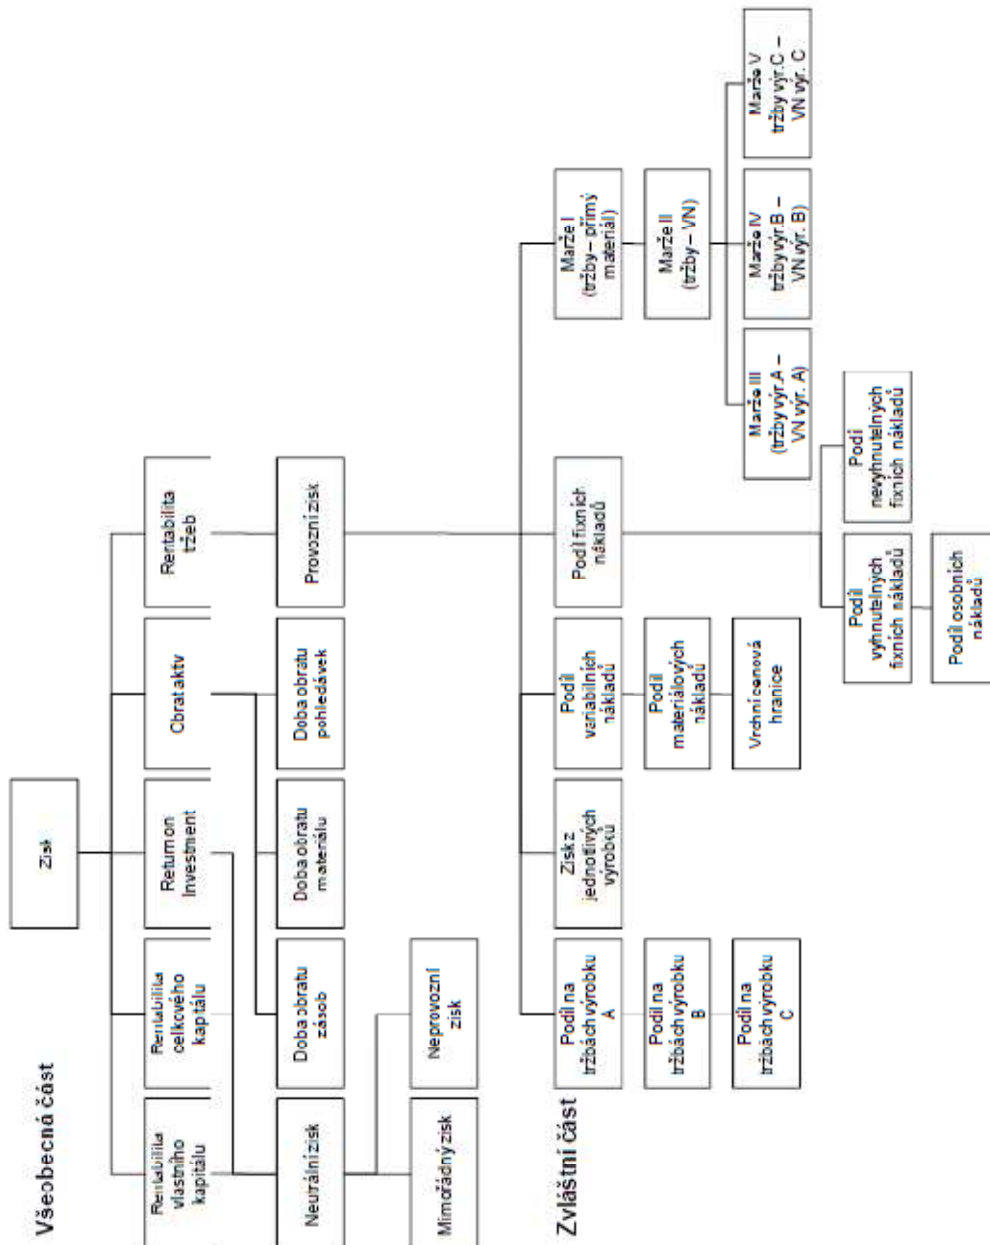 Všeobecná část
Zisk
Rentabilita
vlastního
kapitálu
Rentabilita
celkového
kapitálu
Return on
Investment
Obrat aktv
Rentabilita
tržeb
Neutrální zisk
Doba obratu
zásob
Doba obratu
materiálu
Doba obratu
pohledávek
Provozní zisk
Mimořádný zisk
Neprovozní
zisk
Zvláštní část
Podíl na
tržbách výrobku
A
Zisk z
jednotlivých
výrobků
Podíl
variabilních
nákladů
Podíl fixních
nákladů
Marže I
(tržby – přímý
materiál)
Podíl na
tržbách výrobku
B
Podíl
materiálových
nákladů
Marže II
(tržby – VN)
Podíl na
tržbách výrobku
C
Vrchní cenová
hranice
Marže III
(tržby výr. A –
VN výr. A)
Marže IV
tržby výr. B –
VN výr. B)
Marže V
tržby výr. C –
VN výr. C
Podíl
vyhnutelných
fixních nákladů
Podí
nevyhnutelných
fixních nákladů
Podíl osobních
nákladů